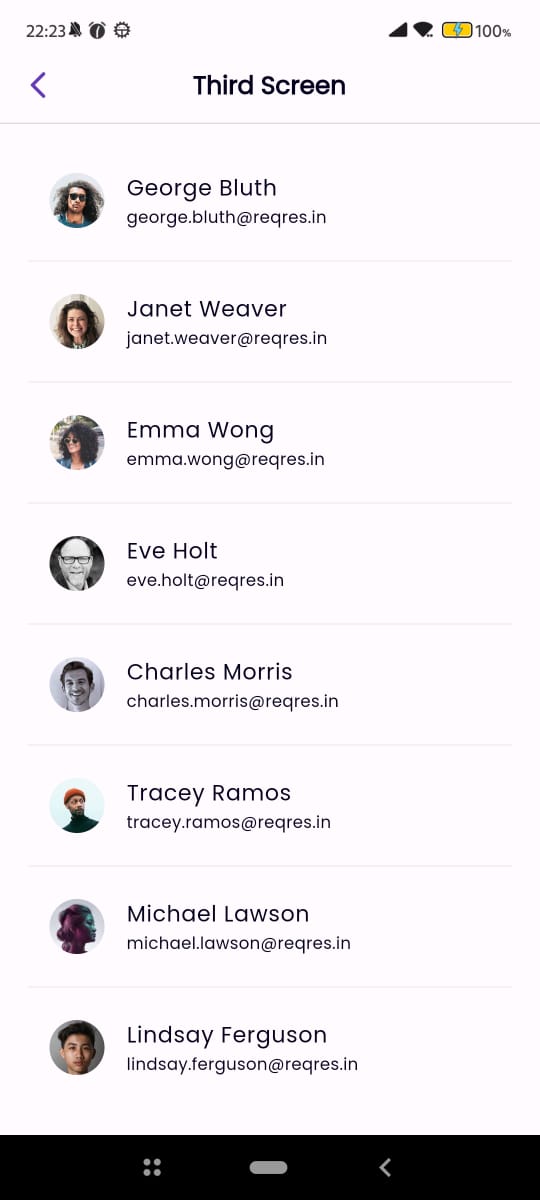 22:23 100%
Third Screen
George Bluth
george.bluth@reqres.in
Janet Weaver
janet.weaver@reqres.in
Emma Wong
emma.wong@reqres.in
Eve Holt
eve.holt@reqres.in
Charles Morris
charles.morris@reqres.in
Tracey Ramos
tracey.ramos@reqres.in
Michael Lawson
michael.lawson@reqres.in
Lindsay Ferguson
lindsay.ferguson@reqres.in